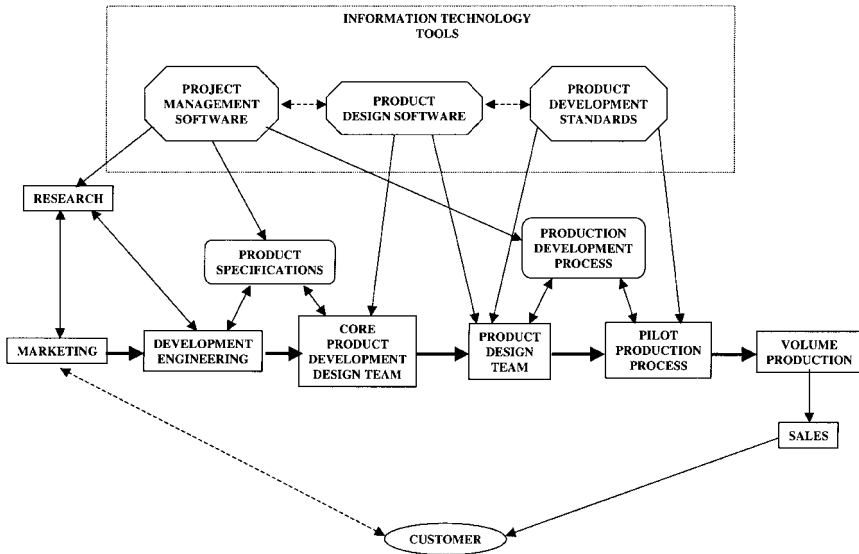 INFORMATION TECHNOLOGY
TOOLS
PROJECT
MANAGEMENT
SOFTWARE
PRODUCT
DESIGN SOFTWARE
PRODUCT
DEVELOPMENT
STANDARDS
RESEARCH
PRODUCT
SPECIFICATIONS
PRODUCTION
DEVELOPMENT
PROCESS
MARKETING
DEVELOPMENT
ENGINEERING
CORE
PRODUCT
DEVELOPMENT
DESIGN TEAM
PRODUCT
DESIGN
TEAM
PILOT
PRODUCTION
PROCESS
VOLUME
PRODUCTION
SALES
CUSTOMER